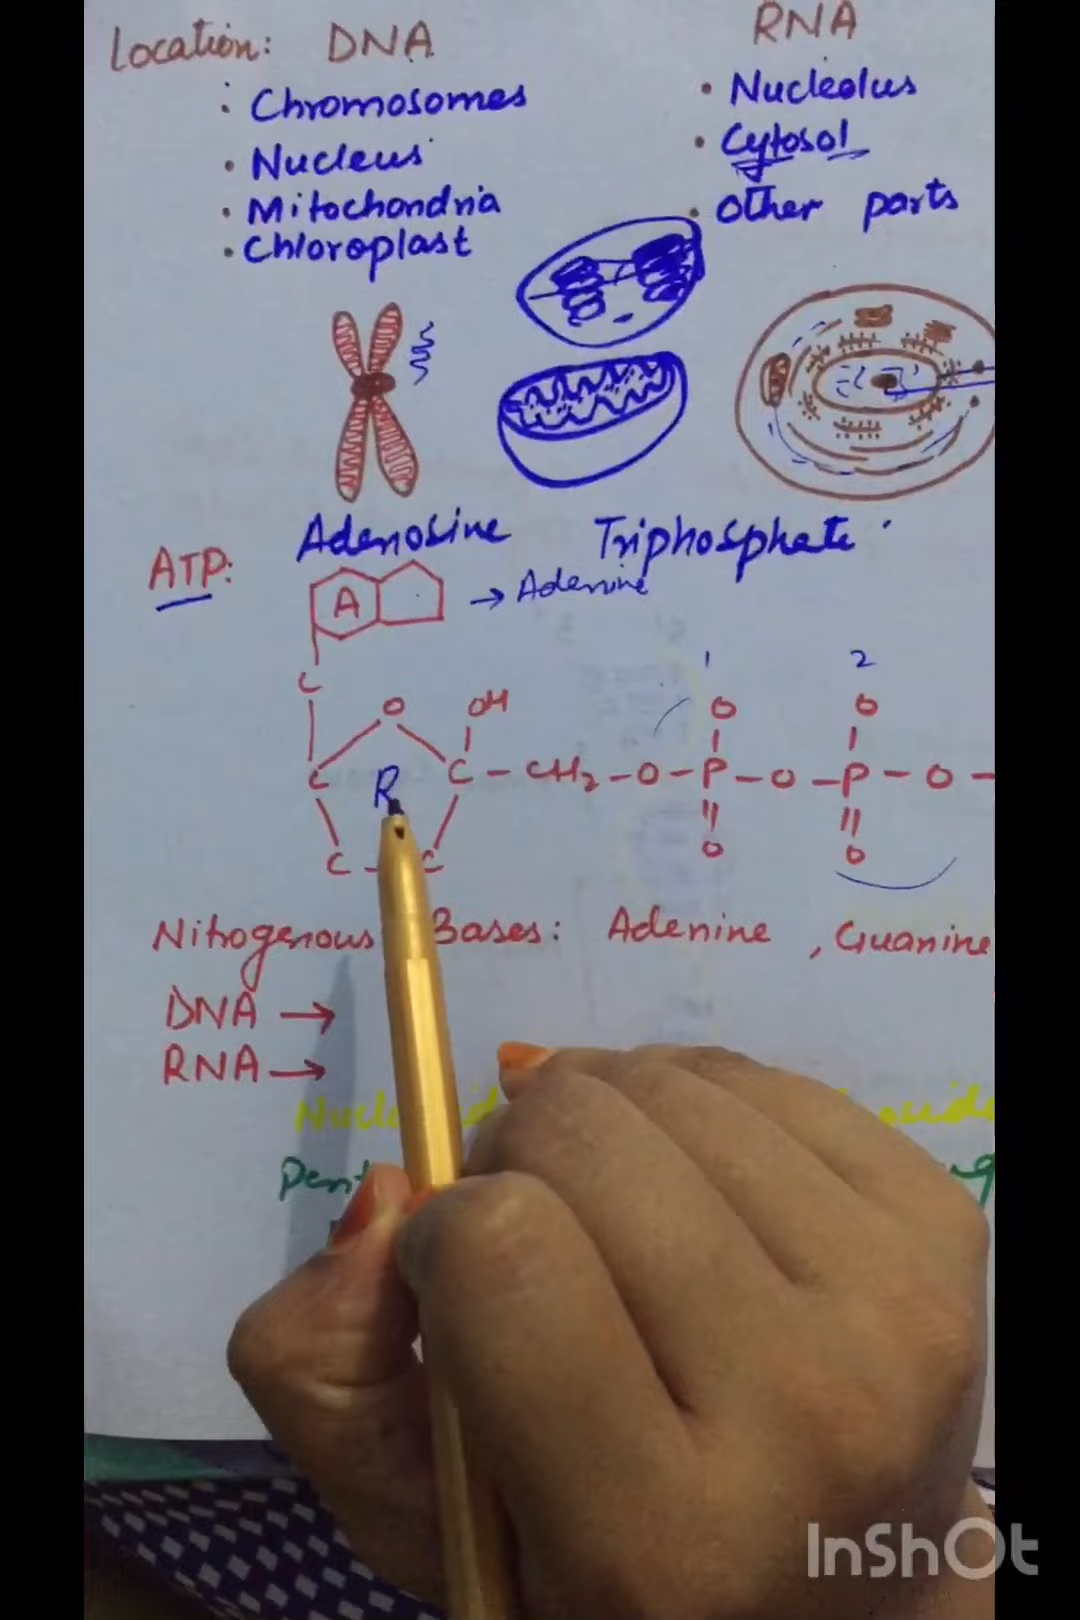 Location: DNA RNA
• Chromosomes • Nucleolus
• Nucleus • Cytosol
• Mitochondria • Other parts
• Chloroplast
ATP: Adenosine Triphosphate
A → Adenine
1 2
C O OH O O
C R C - CH₂ - O - P - O - P - O -
C - C O O
Nitrogenous Bases: Adenine, Guanine
DNA →
RNA →
InShOt